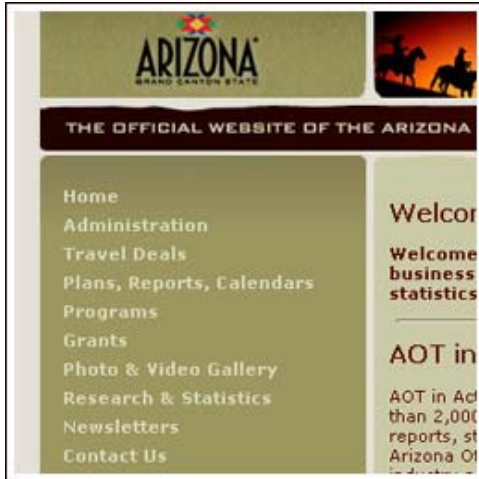 ARIZONA
GRAND CANYON STATE
THE OFFICIAL WEBSITE OF THE ARIZONA
Home
Administration
Travel Deals
Plans, Reports, Calendars
Programs
Grants
Photo & Video Gallery
Research & Statistics
Newsletters
Contact Us
Welcom
Welcome
business
statistics
AOT in
AOT in Act
than 2,000
reports, st
Arizona Of